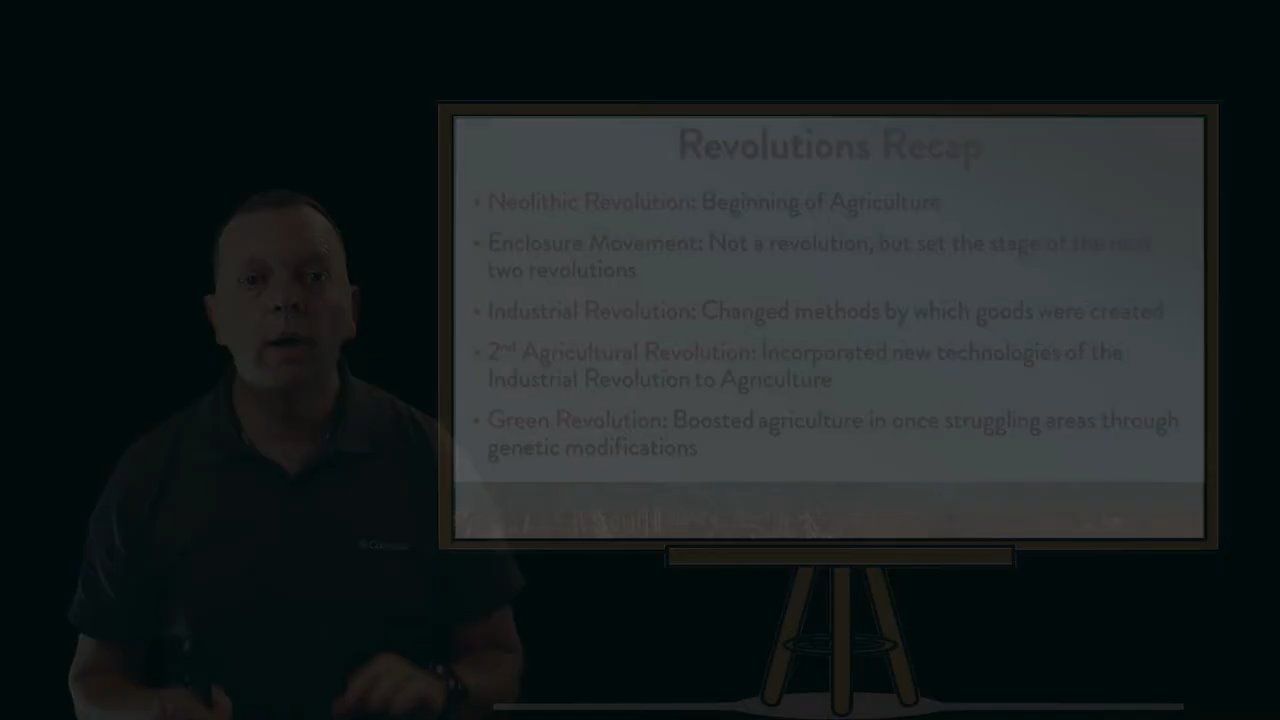 Revolutions Recap
• Neolithic Revolution: Beginning of Agriculture
• Enclosure Movement: Not a revolution, but set the stage of the next
two revolutions
• Industrial Revolution: Changed methods by which goods were created
• 2nd Agricultural Revolution: Incorporated new technologies of the
Industrial Revolution to Agriculture
• Green Revolution: Boosted agriculture in once struggling areas through
genetic modifications
Columbia